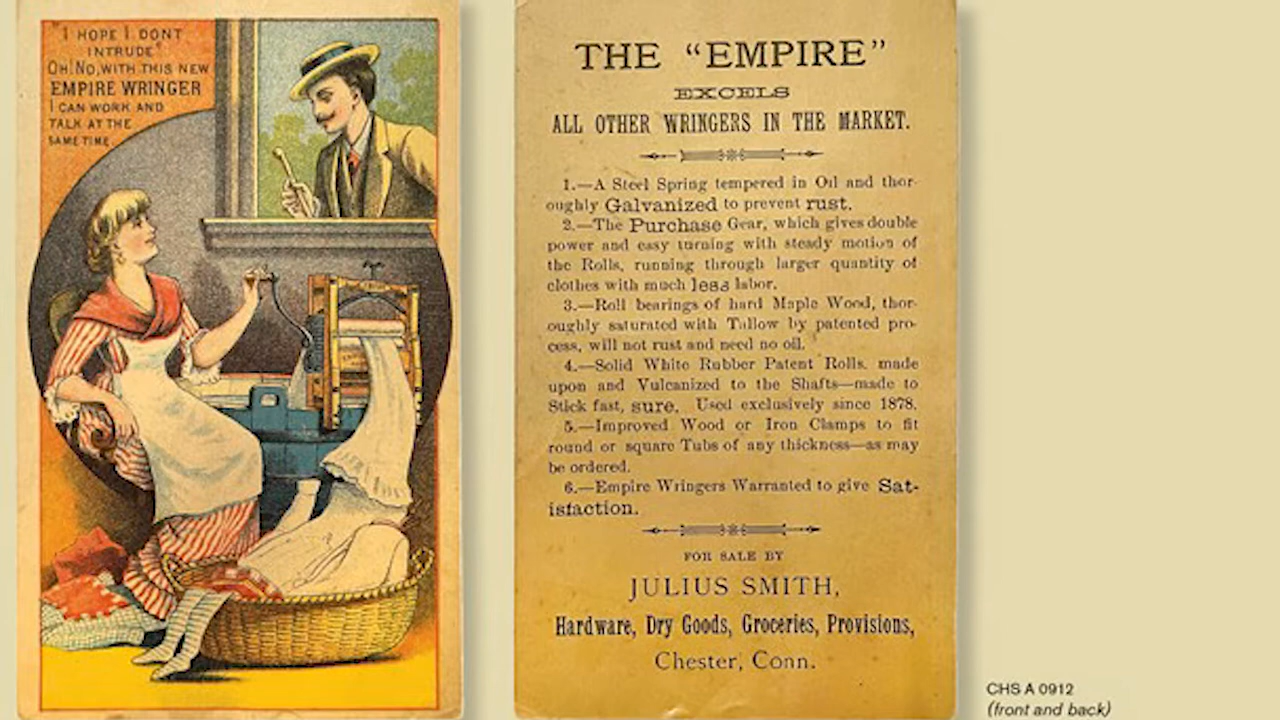 "I HOPE I DONT
INTRUDE"
OH! NO, WITH THIS NEW
EMPIRE WRINGER
I CAN WORK AND
TALK AT THE
SAME TIME.
THE "EMPIRE"
EXCELS
ALL OTHER WRINGERS IN THE MARKET.
1.—A Steel Spring tempered in Oil and thor-
oughly Galvanized to prevent rust.
2.—The Purchase Gear, which gives double
power and easy turning with steady motion of
the Rolls, running through larger quantity of
clothes with much less labor.
3.—Roll bearings of hard Maple Wood, thor-
oughly saturated with Tallow by patented pro-
cess, will not rust and need no oil.
4.—Solid White Rubber Patent Rolls. made
upon and Vulcanized to the Shafts—made to
Stick fast, sure. Used exclusively since 1878.
5.—Improved Wood or Iron Clamps to fit
round or square Tubs of any thickness—as may
be ordered.
6.—Empire Wringers Warranted to give Sat-
isfaction.
FOR SALE BY
JULIUS SMITH,
Hardware, Dry Goods, Groceries, Provisions,
Chester, Conn.
CHS A 0912
(front and back)